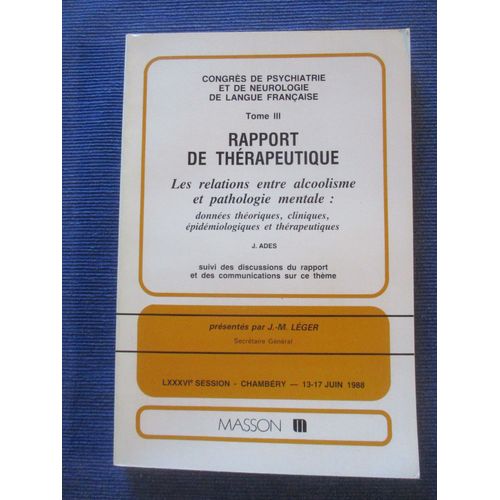 CONGRÈS DE PSYCHIATRIE
ET DE NEUROLOGIE
DE LANGUE FRANÇAISE
Tome III
RAPPORT
DE THÉRAPEUTIQUE
Les relations entre alcoolisme
et pathologie mentale :
données théoriques, cliniques,
épidémiologiques et thérapeutiques
J. ADES
suivi des discussions du rapport
et des communications sur ce thème
présentés par J.-M. LÉGER
Secrétaire Général
LXXXVIe SESSION - CHAMBÉRY — 13-17 JUIN 1988
MASSON